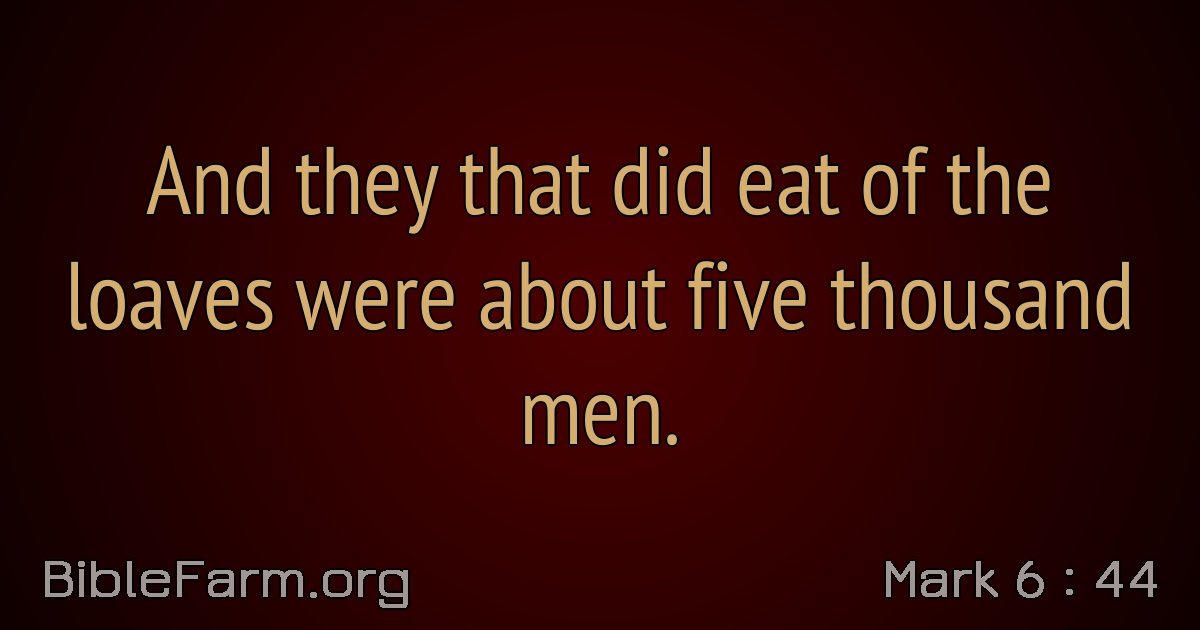 And they that did eat of the
loaves were about five thousand
men.
BibleFarm.org
Mark 6 : 44